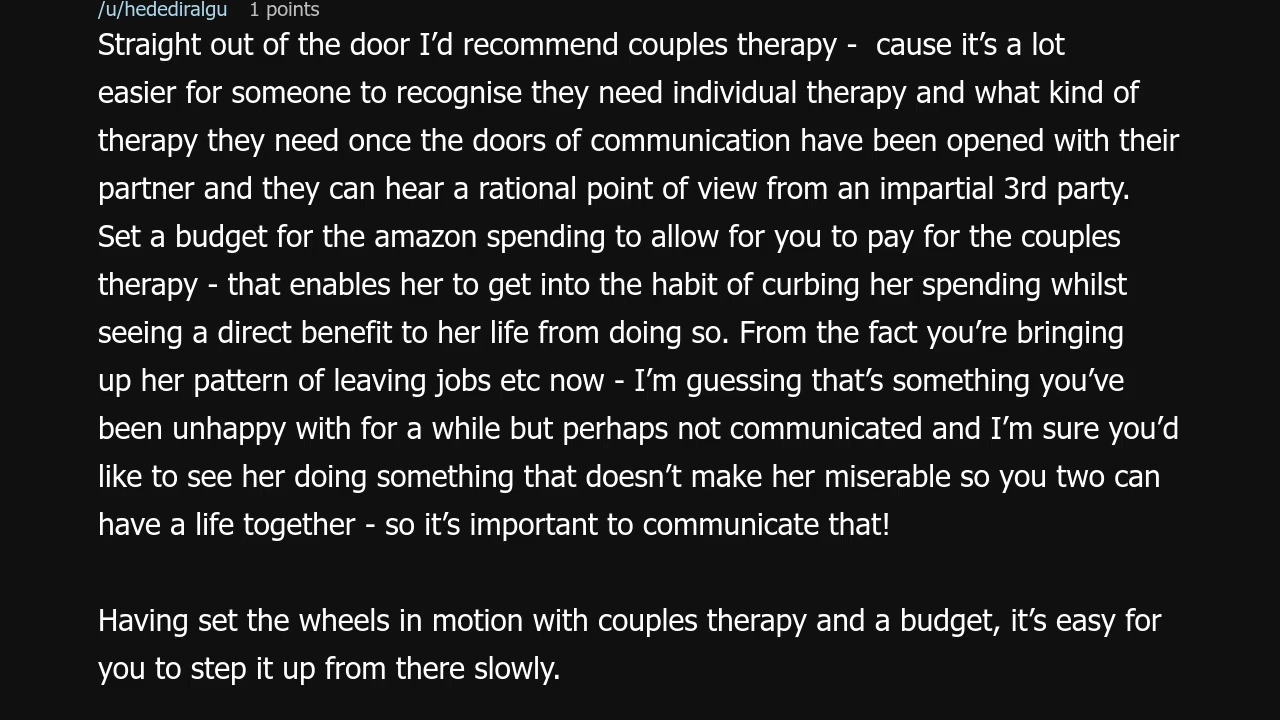 /u/hedediralgu 1 points
Straight out of the door I’d recommend couples therapy -  cause it’s a lot
easier for someone to recognise they need individual therapy and what kind of
therapy they need once the doors of communication have been opened with their
partner and they can hear a rational point of view from an impartial 3rd party.
Set a budget for the amazon spending to allow for you to pay for the couples
therapy - that enables her to get into the habit of curbing her spending whilst
seeing a direct benefit to her life from doing so. From the fact you’re bringing
up her pattern of leaving jobs etc now - I’m guessing that’s something you’ve
been unhappy with for a while but perhaps not communicated and I’m sure you’d
like to see her doing something that doesn’t make her miserable so you two can
have a life together - so it’s important to communicate that!
Having set the wheels in motion with couples therapy and a budget, it’s easy for
you to step it up from there slowly.